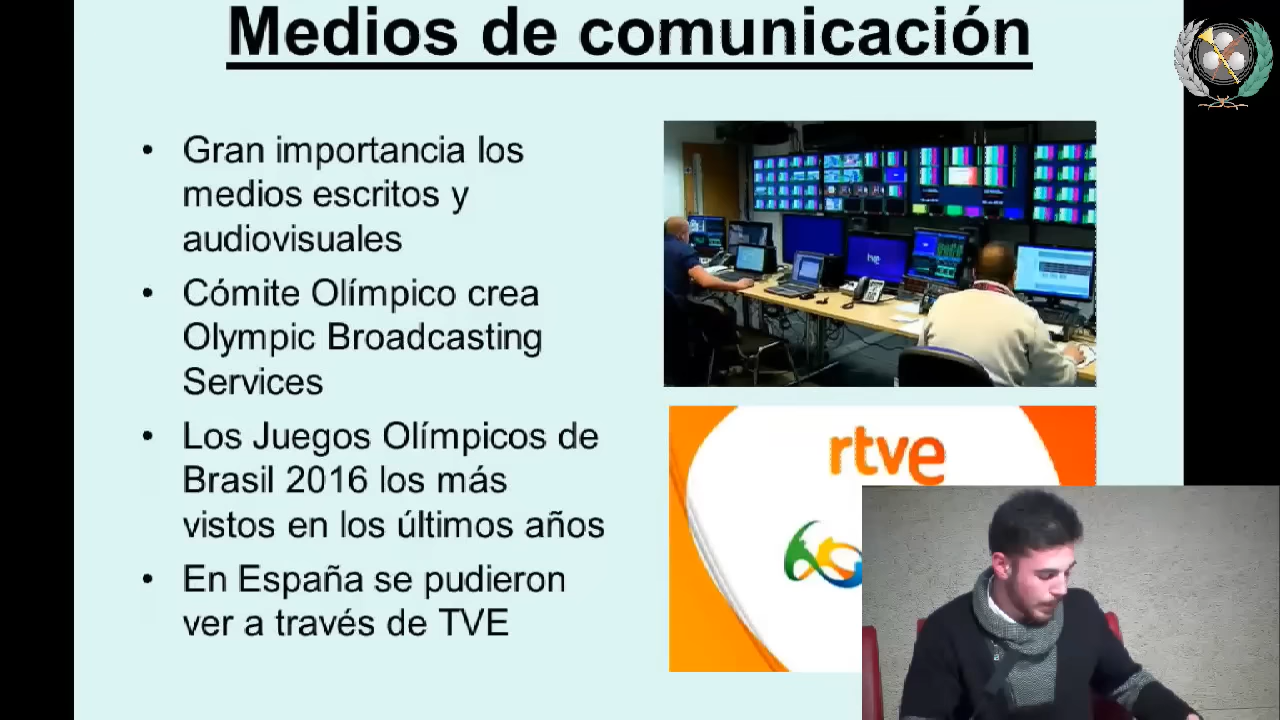 Medios de comunicación
• Gran importancia los
medios escritos y
audiovisuales
• Cómite Olímpico crea
Olympic Broadcasting
Services
• Los Juegos Olímpicos de
Brasil 2016 los más
vistos en los últimos años
• En España se pudieron
ver a través de TVE
tve
rtve